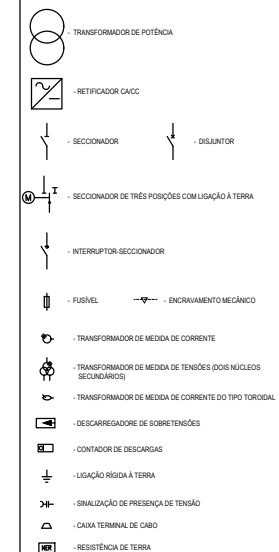 - TRANSFORMADOR DE POTÊNCIA
- RETIFICADOR CA/CC
- SECCIONADOR
- DISJUNTOR
M
- SECCIONADOR DE TRÊS POSIÇÕES COM LIGAÇÃO À TERRA
- INTERRUPTOR-SECCIONADOR
- FUSÍVEL
- ENCRAVAMENTO MECÂNICO
- TRANSFORMADOR DE MEDIDA DE CORRENTE
- TRANSFORMADOR DE MEDIDA DE TENSÕES (DOIS NÚCLEOS
SECUNDÁRIOS)
- TRANSFORMADOR DE MEDIDA DE CORRENTE DO TIPO TOROIDAL
- DESCARREGADORE DE SOBRETENSÕES
- CONTADOR DE DESCARGAS
- LIGAÇÃO RÍGIDA À TERRA
- SINALIZAÇÃO DE PRESENÇA DE TENSÃO
- CAIXA TERMINAL DE CABO
NER - RESISTÊNCIA DE TERRA